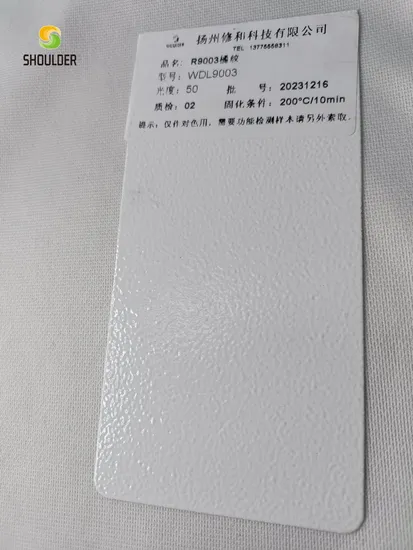 SHOULDER
SHOULDER
扬州修和科技有限公司
TEL: 13776658311
品名: R9003橘纹
型号: WDL9003
光度: 50 批 号: 20231216
质检: 02 固化条件: 200℃/10min
提示: 仅作对色用，需要功能检测样本请另外索取。